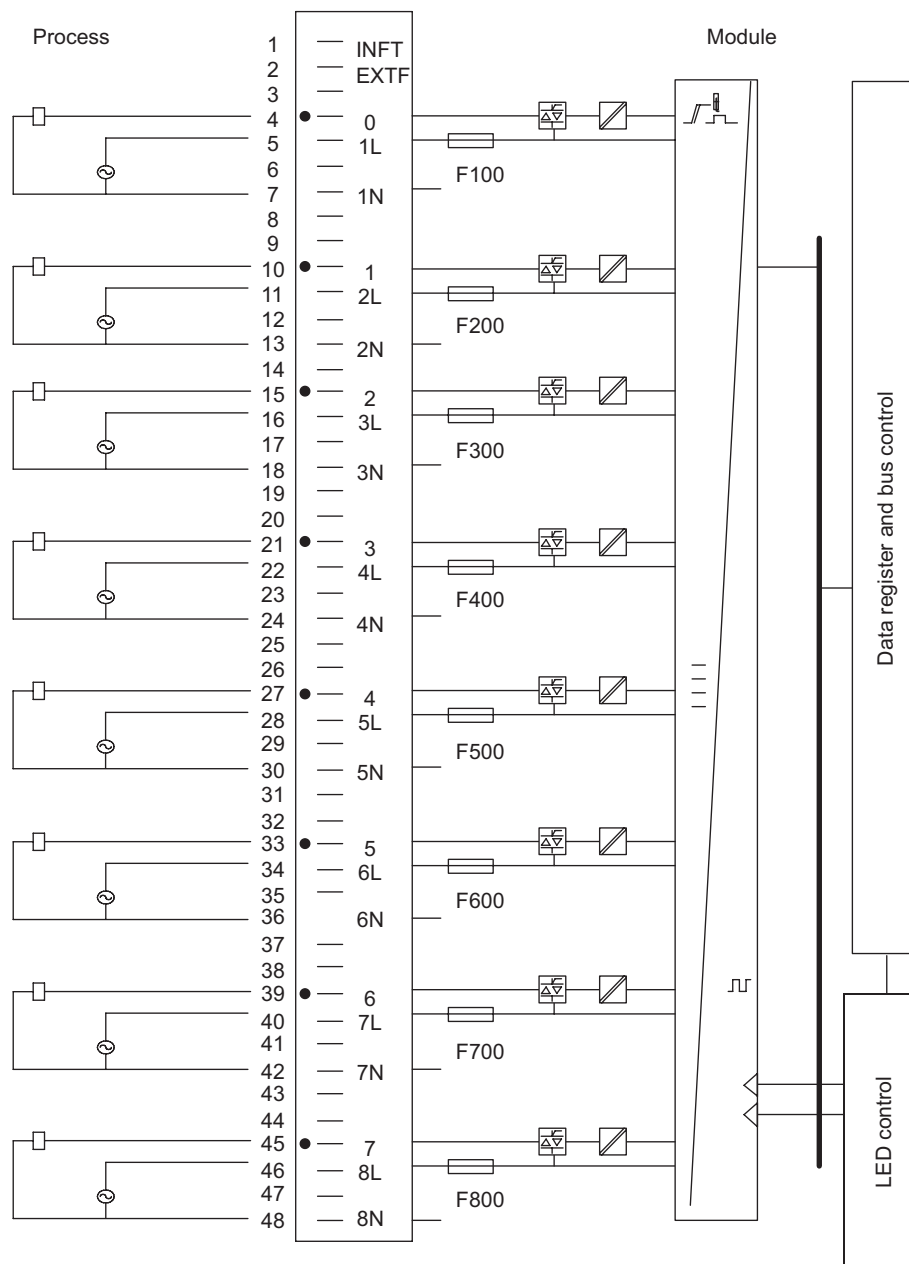 Process
Module
1 INFT
2 EXTF
3
4 0
5 1L
F100
6
7 1N
8
9
10 1
11 2L
F200
12
13 2N
14
15 2
16 3L
F300
17
18 3N
19
20
21 3
22 4L
F400
23
24 4N
25
26
27 4
28 5L
F500
29
30 5N
31
32
33 5
34 6L
F600
35
36 6N
37
38
39 6
40 7L
F700
41
42 7N
43
44
45 7
46 8L
F800
47
48 8N
Data register and bus control
LED control